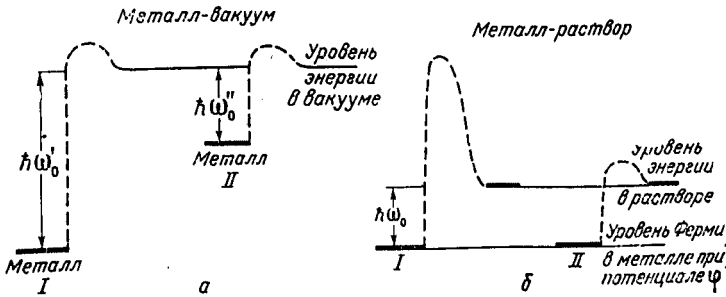 Металл-вакуум
Уровень
энергии
в вакууме
ħω₀′
ħω₀″
Металл
II
Металл
I
а
Металл-раствор
Уровень
энергии
в растворе
ħω₀
Уровень Ферми
I
II
в металле при
потенциале φ
б